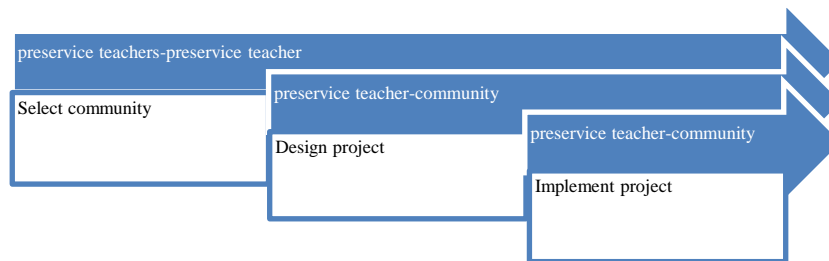 preservice teachers-preservice teacher
Select community
preservice teacher-community
Design project
preservice teacher-community
Implement project